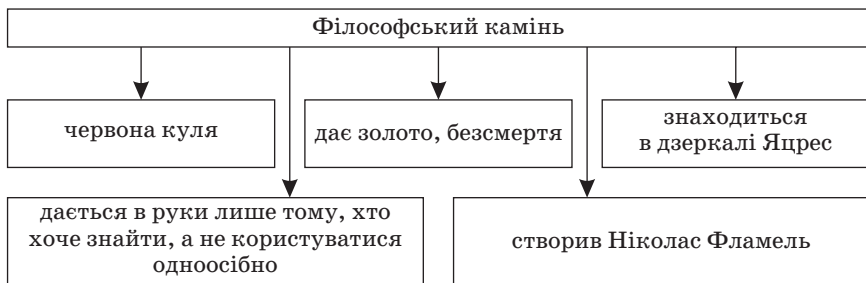 Філософський камінь
червона куля
дає золото, безсмертя
знаходиться
в дзеркалі Яцрес
дається в руки лише тому, хто
хоче знайти, а не користуватися
одноосібно
створив Ніколас Фламель